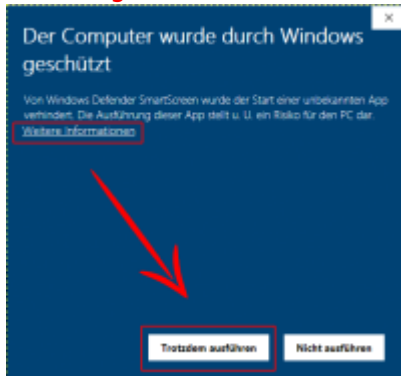 Der Computer wurde durch Windows
geschützt
Von Windows Defender SmartScreen wurde der Start einer unbekannten App
verhindert. Die Ausführung dieser App stellt u. U. ein Risiko für den PC dar.
Weitere Informationen
Trotzdem ausführen
Nicht ausführen